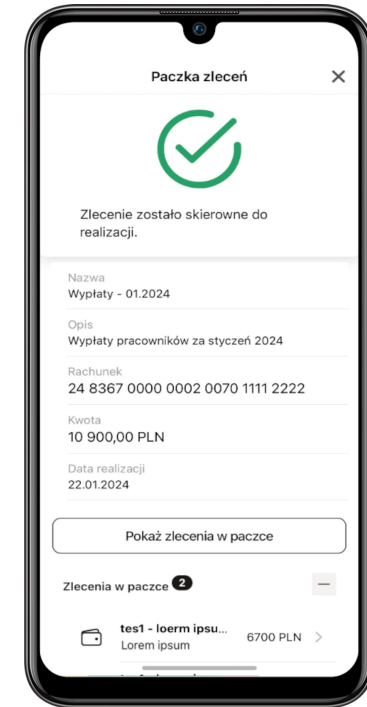 Paczka zleceń
Zlecenie zostało skierowne do
realizacji.
Nazwa
Wypłaty - 01.2024
Opis
Wypłaty pracowników za styczeń 2024
Rachunek
24 8367 0000 0002 0070 1111 2222
Kwota
10 900,00 PLN
Data realizacji
22.01.2024
Pokaż zlecenia w paczce
Zlecenia w paczce 2
tes1 - loerm ipsu...
6700 PLN
Lorem ipsum